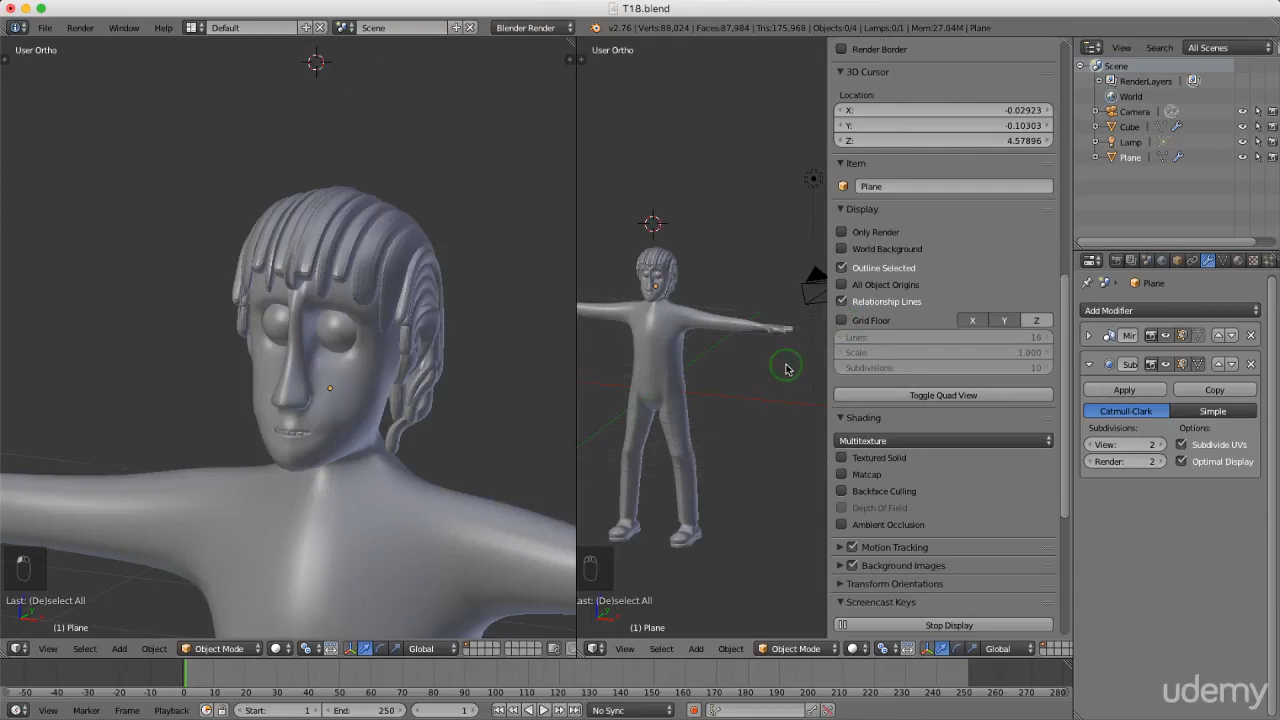 T18.blend
File Render Window Help Default Scene Blender Render v2.76 | Verts:88,024 | Faces:87,984 | Tris:175,968 | Objects:0/4 | Lamps:0/1 | Mem:27.04M | Plane
User Ortho
User Ortho
Render Border
View Search All Scenes
3D Cursor
Scene
Location:
RenderLayers
World
X: -0.02923
Camera
Y: -0.10303
Cube
Z: 4.57896
Lamp
Item
Plane
Plane
Display
Only Render
World Background
Outline Selected
All Object Origins
Plane
Relationship Lines
Add Modifier
Grid Floor X Y Z
Lines: 16
Mir
Scale: 1.000
Subdivisions: 10
Sub
Toggle Quad View
Apply Copy
Shading
Catmull-Clark Simple
Multitexture
Subdivisions: Options:
Textured Solid
View: 2 Subdivide UVs
Matcap
Render: 2 Optimal Display
Backface Culling
Depth Of Field
Ambient Occlusion
Motion Tracking
Background Images
Transform Orientations
Last: (De)select All
ast: (De)select All
Screencast Keys
Stop Display
(1) Plane
(1) Plane
View Select Add Object Object Mode Global
View Select Add Object Object Mode Global
-50 -40 -30 -20 -10 0 10 20 30 40 50 60 70 80 90 100 110 120 130 140 150 160 170 180 190 200 210 220 230 240 250 260 270 280
View Marker Frame Playback Start: 1 End: 250 1 No Sync
udemy